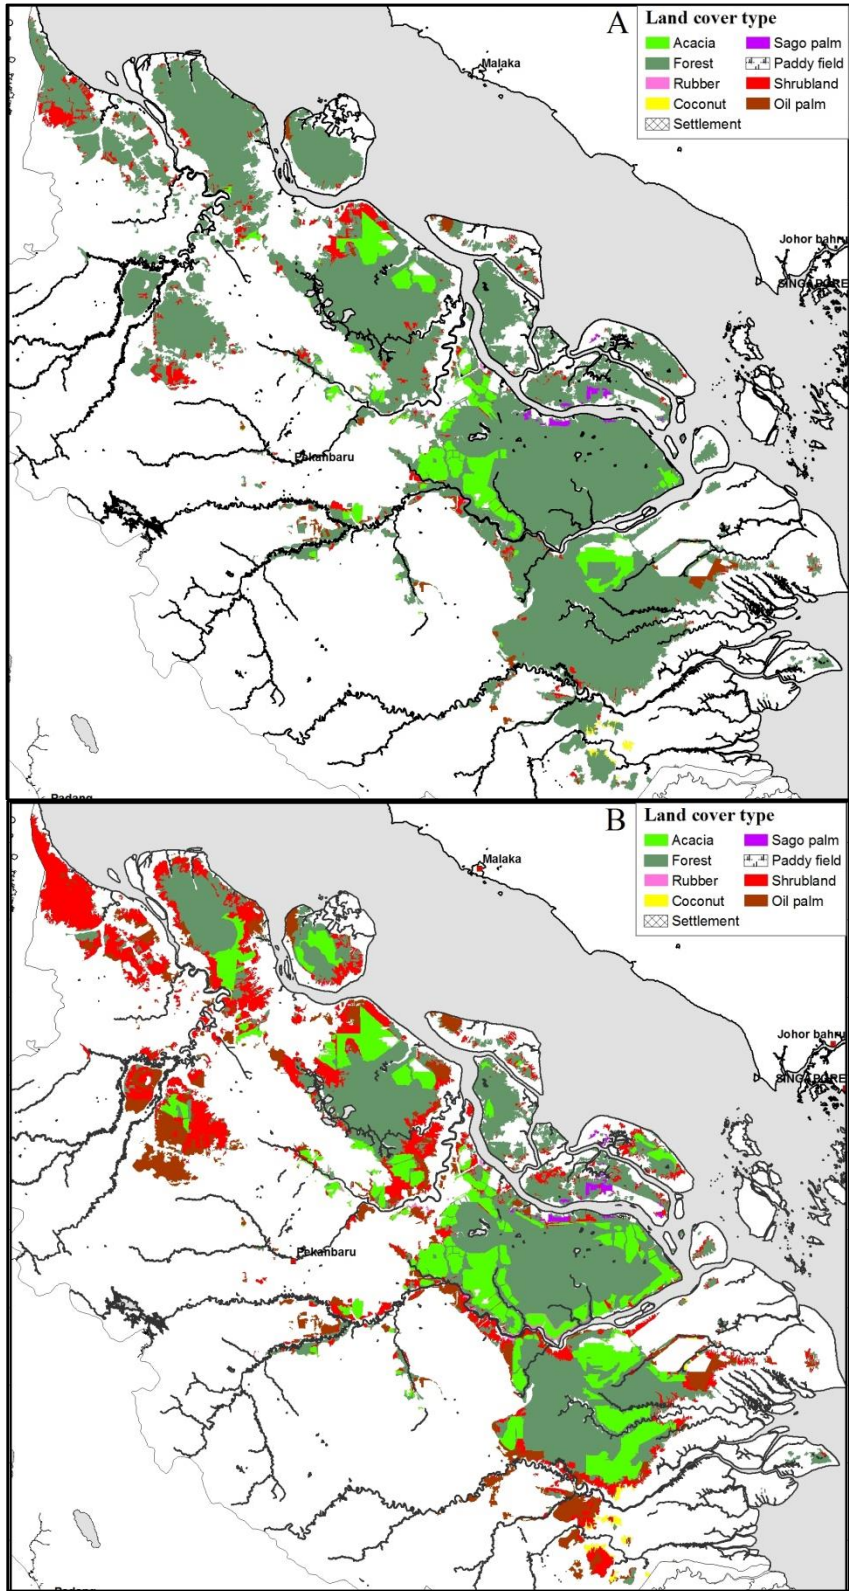 A
Land cover type
Acacia
Sago palm
Forest
Paddy field
Rubber
Shrubland
Coconut
Oil palm
Settlement
Malaka
Johor bahru
SINGAPORE
Pekanbaru
Padang
B
Land cover type
Acacia
Sago palm
Forest
Paddy field
Rubber
Shrubland
Coconut
Oil palm
Settlement
Malaka
Johor bahru
SINGAPORE
Pekanbaru
Padang